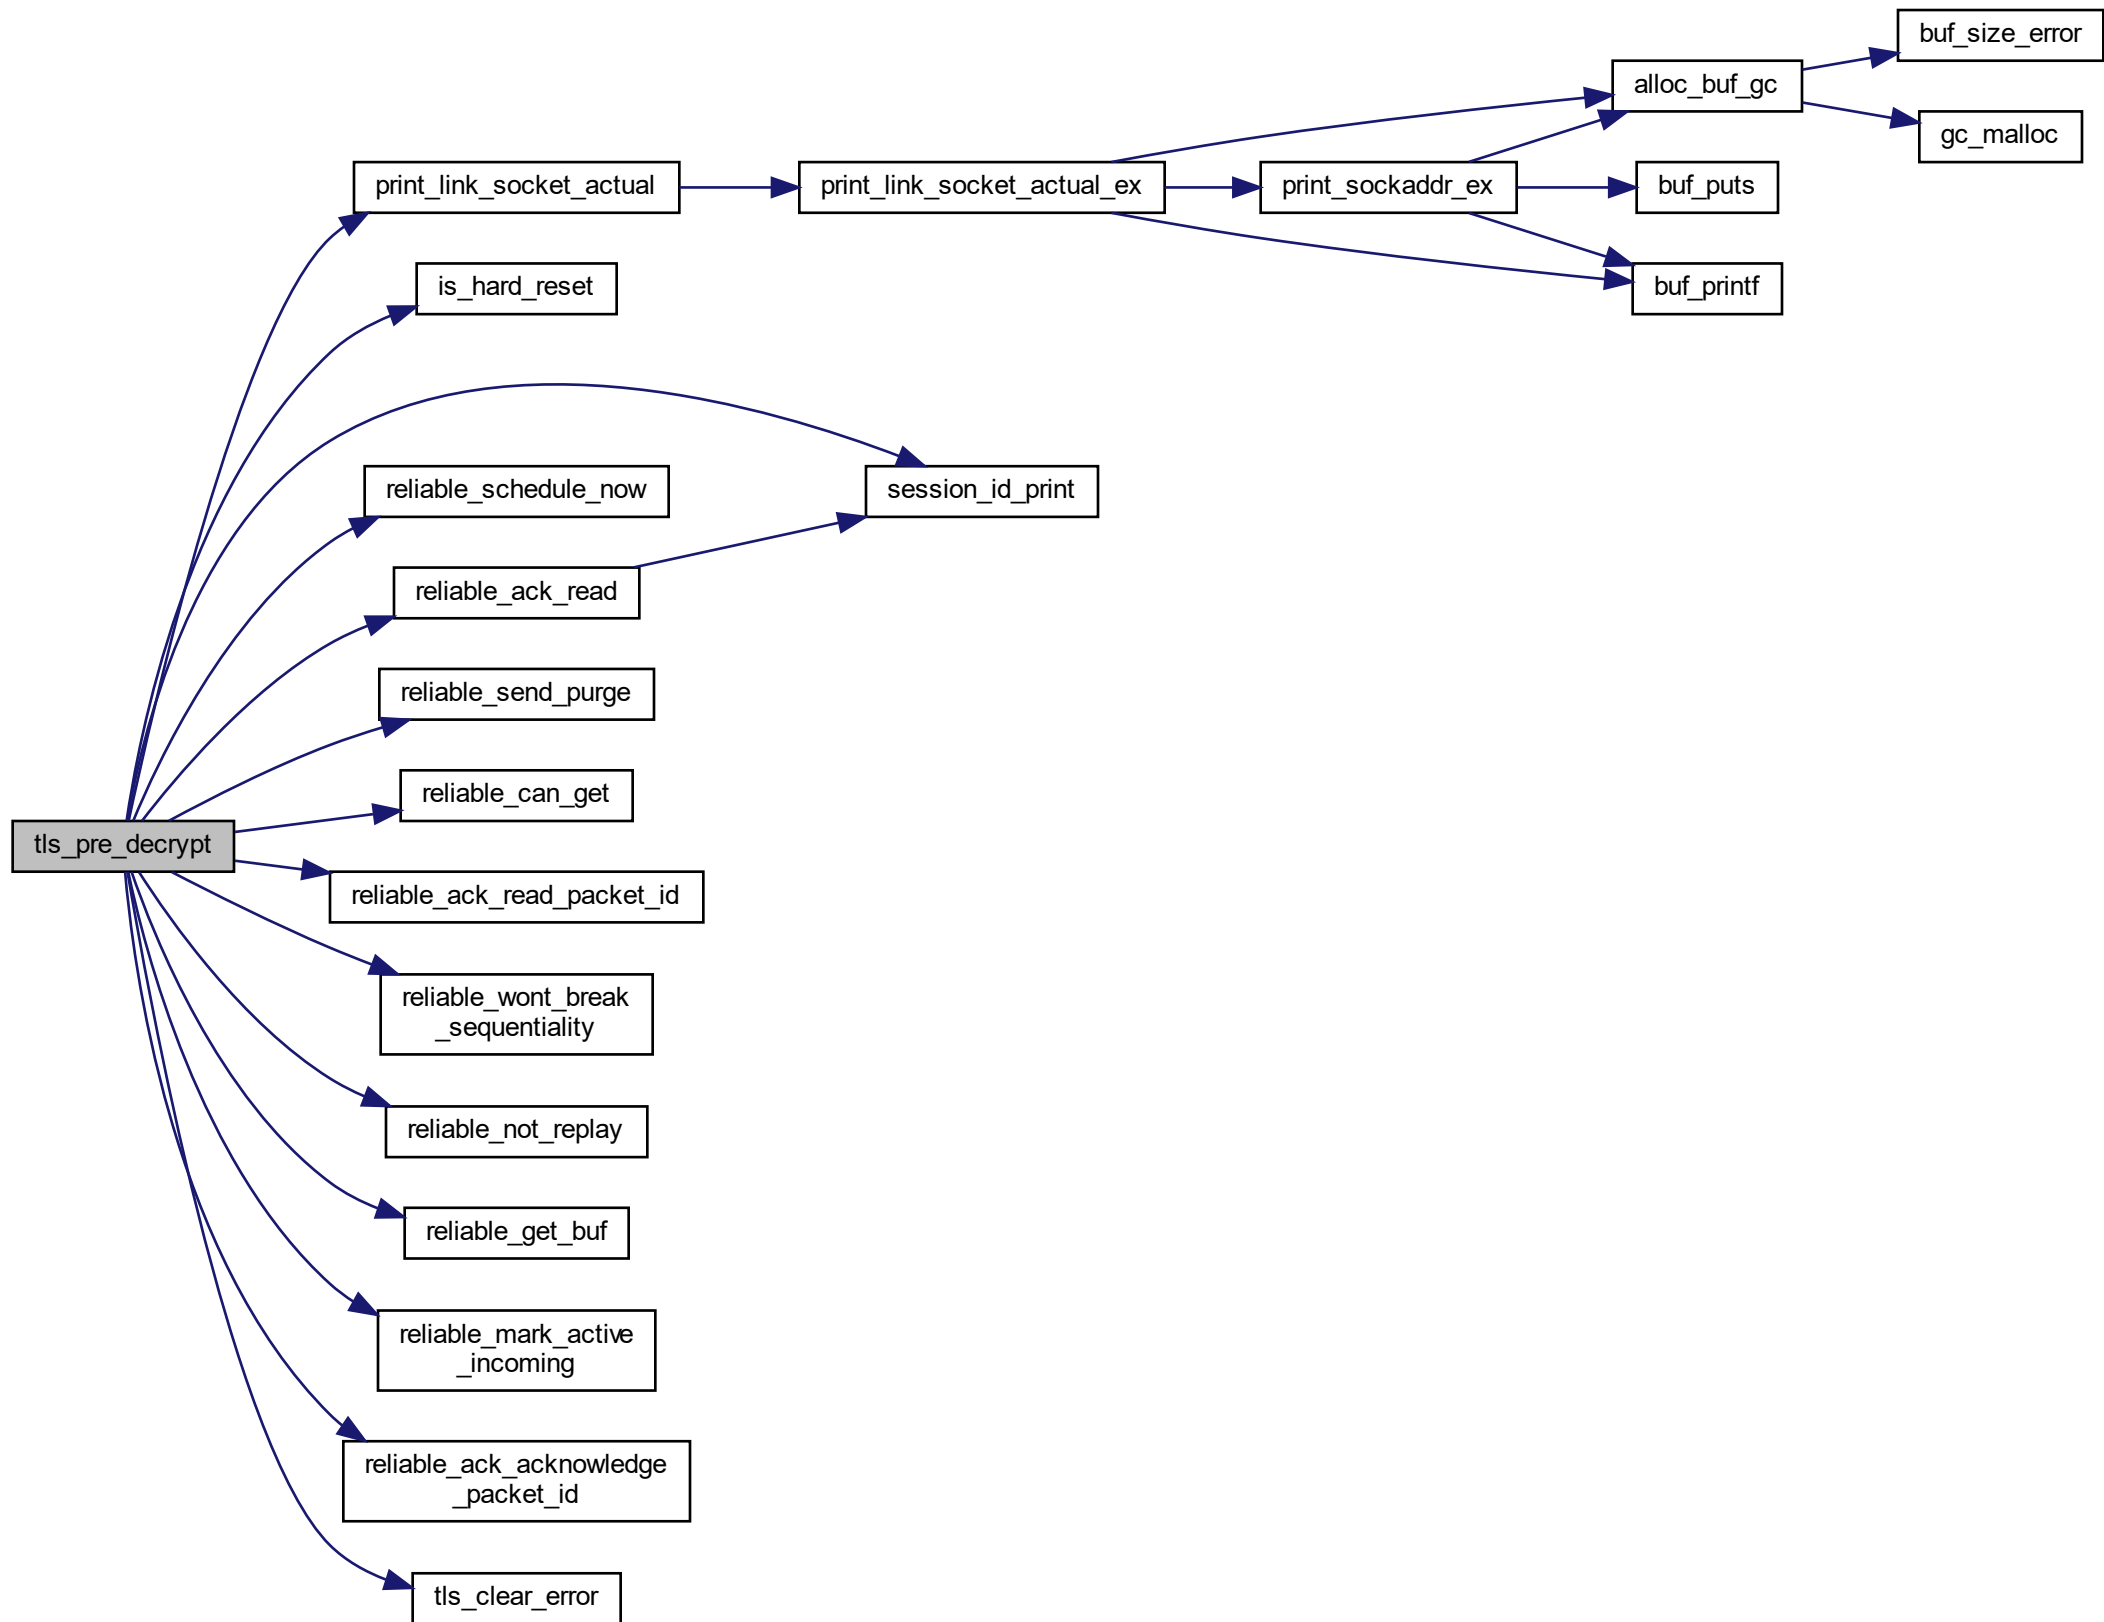 buf_size_error
alloc_buf_gc
gc_malloc
print_link_socket_actual
print_link_socket_actual_ex
print_sockaddr_ex
buf_puts
is_hard_reset
buf_printf
reliable_schedule_now
session_id_print
reliable_ack_read
reliable_send_purge
reliable_can_get
tls_pre_decrypt
reliable_ack_read_packet_id
reliable_wont_break
_sequentiality
reliable_not_replay
reliable_get_buf
reliable_mark_active
_incoming
reliable_ack_acknowledge
_packet_id
tls_clear_error